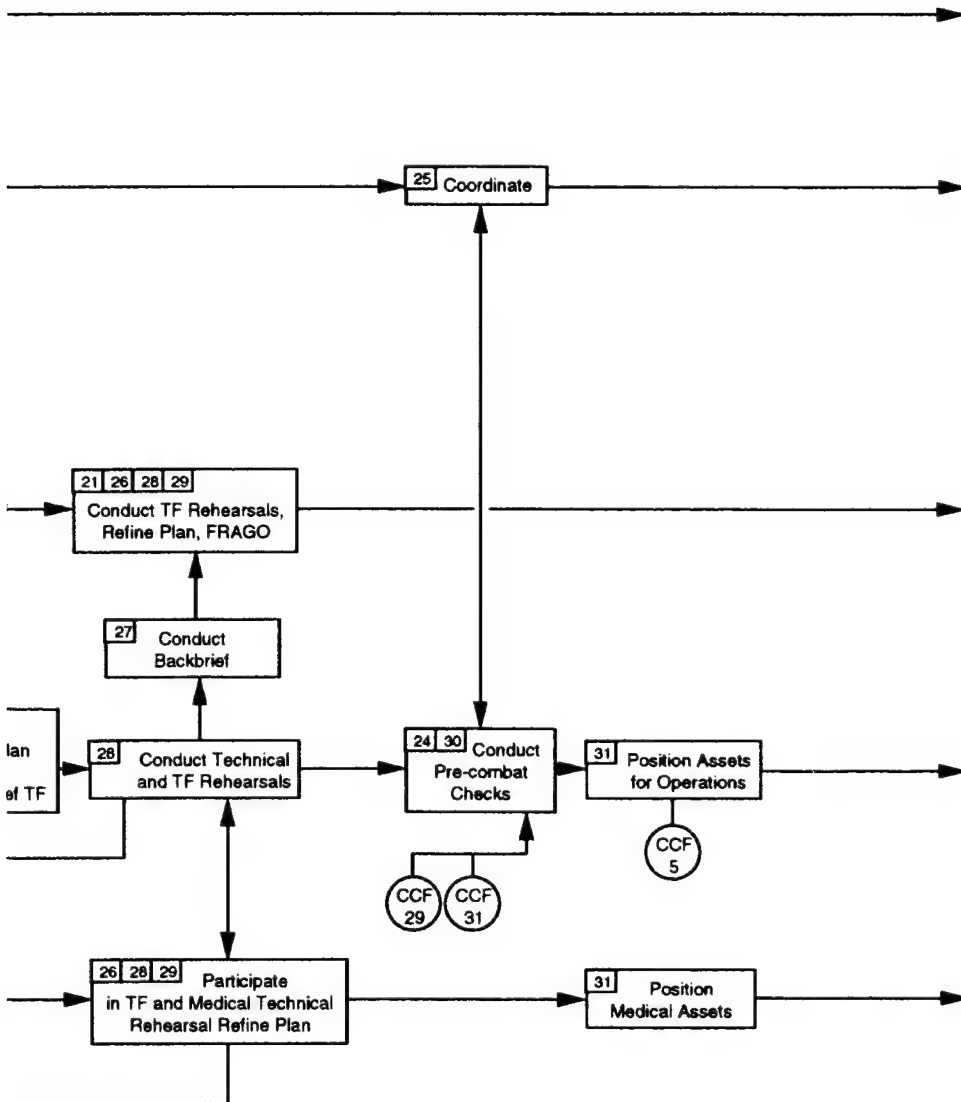 25 Coordinate
21 26 28 29
Conduct TF Rehearsals,
Refine Plan, FRAGO
27 Conduct
Backbrief
lan
ef TF
28 Conduct Technical
and TF Rehearsals
24 30 Conduct
Pre-combat
Checks
31 Position Assets
for Operations
CCF
5
CCF
29
CCF
31
26 28 29 Participate
in TF and Medical Technical
Rehearsal Refine Plan
31 Position
Medical Assets